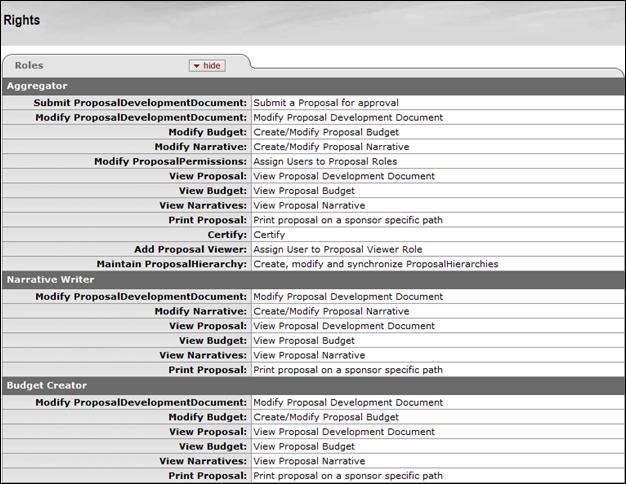 Rights
Roles
hide
Aggregator
Submit ProposalDevelopmentDocument: Submit a Proposal for approval
Modify ProposalDevelopmentDocument: Modify Proposal Development Document
Modify Budget: Create/Modify Proposal Budget
Modify Narrative: Create/Modify Proposal Narrative
Modify ProposalPermissions: Assign Users to Proposal Roles
View Proposal: View Proposal Development Document
View Budget: View Proposal Budget
View Narratives: View Proposal Narrative
Print Proposal: Print proposal on a sponsor specific path
Certify: Certify
Add Proposal Viewer: Assign User to Proposal Viewer Role
Maintain ProposalHierarchy: Create, modify and synchronize ProposalHierarchies
Narrative Writer
Modify ProposalDevelopmentDocument: Modify Proposal Development Document
Modify Narrative: Create/Modify Proposal Narrative
View Proposal: View Proposal Development Document
View Budget: View Proposal Budget
View Narratives: View Proposal Narrative
Print Proposal: Print proposal on a sponsor specific path
Budget Creator
Modify ProposalDevelopmentDocument: Modify Proposal Development Document
Modify Budget: Create/Modify Proposal Budget
View Proposal: View Proposal Development Document
View Budget: View Proposal Budget
View Narratives: View Proposal Narrative
Print Proposal: Print proposal on a sponsor specific path